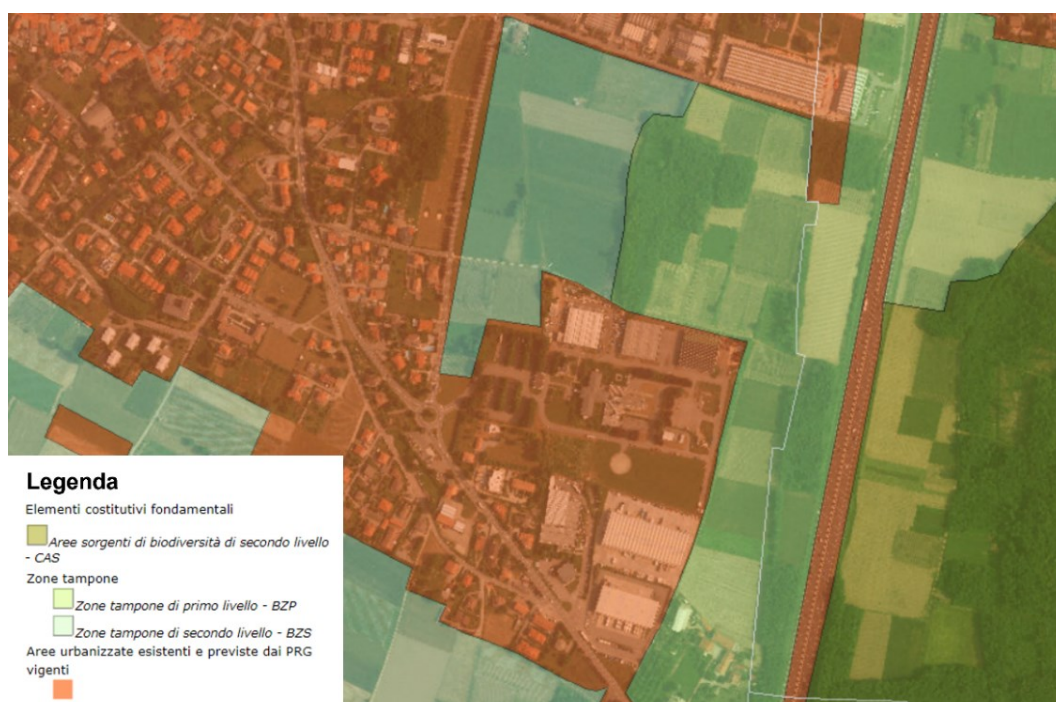 Legenda
Elementi costitutivi fondamentali
Aree sorgenti di biodiversità di secondo livello
- CAS
Zone tampone
Zone tampone di primo livello - BZP
Zone tampone di secondo livello - BZS
Aree urbanizzate esistenti e previste dai PRG
vigenti